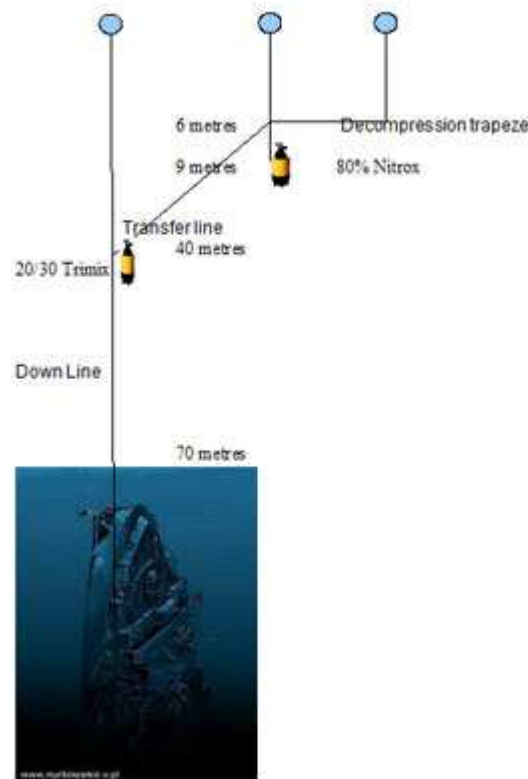 6 metres
Decompression trapeze
9 metres
80% Nitrox
Transfer line
40 metres
20/30 Trimix
Down Line
70 metres